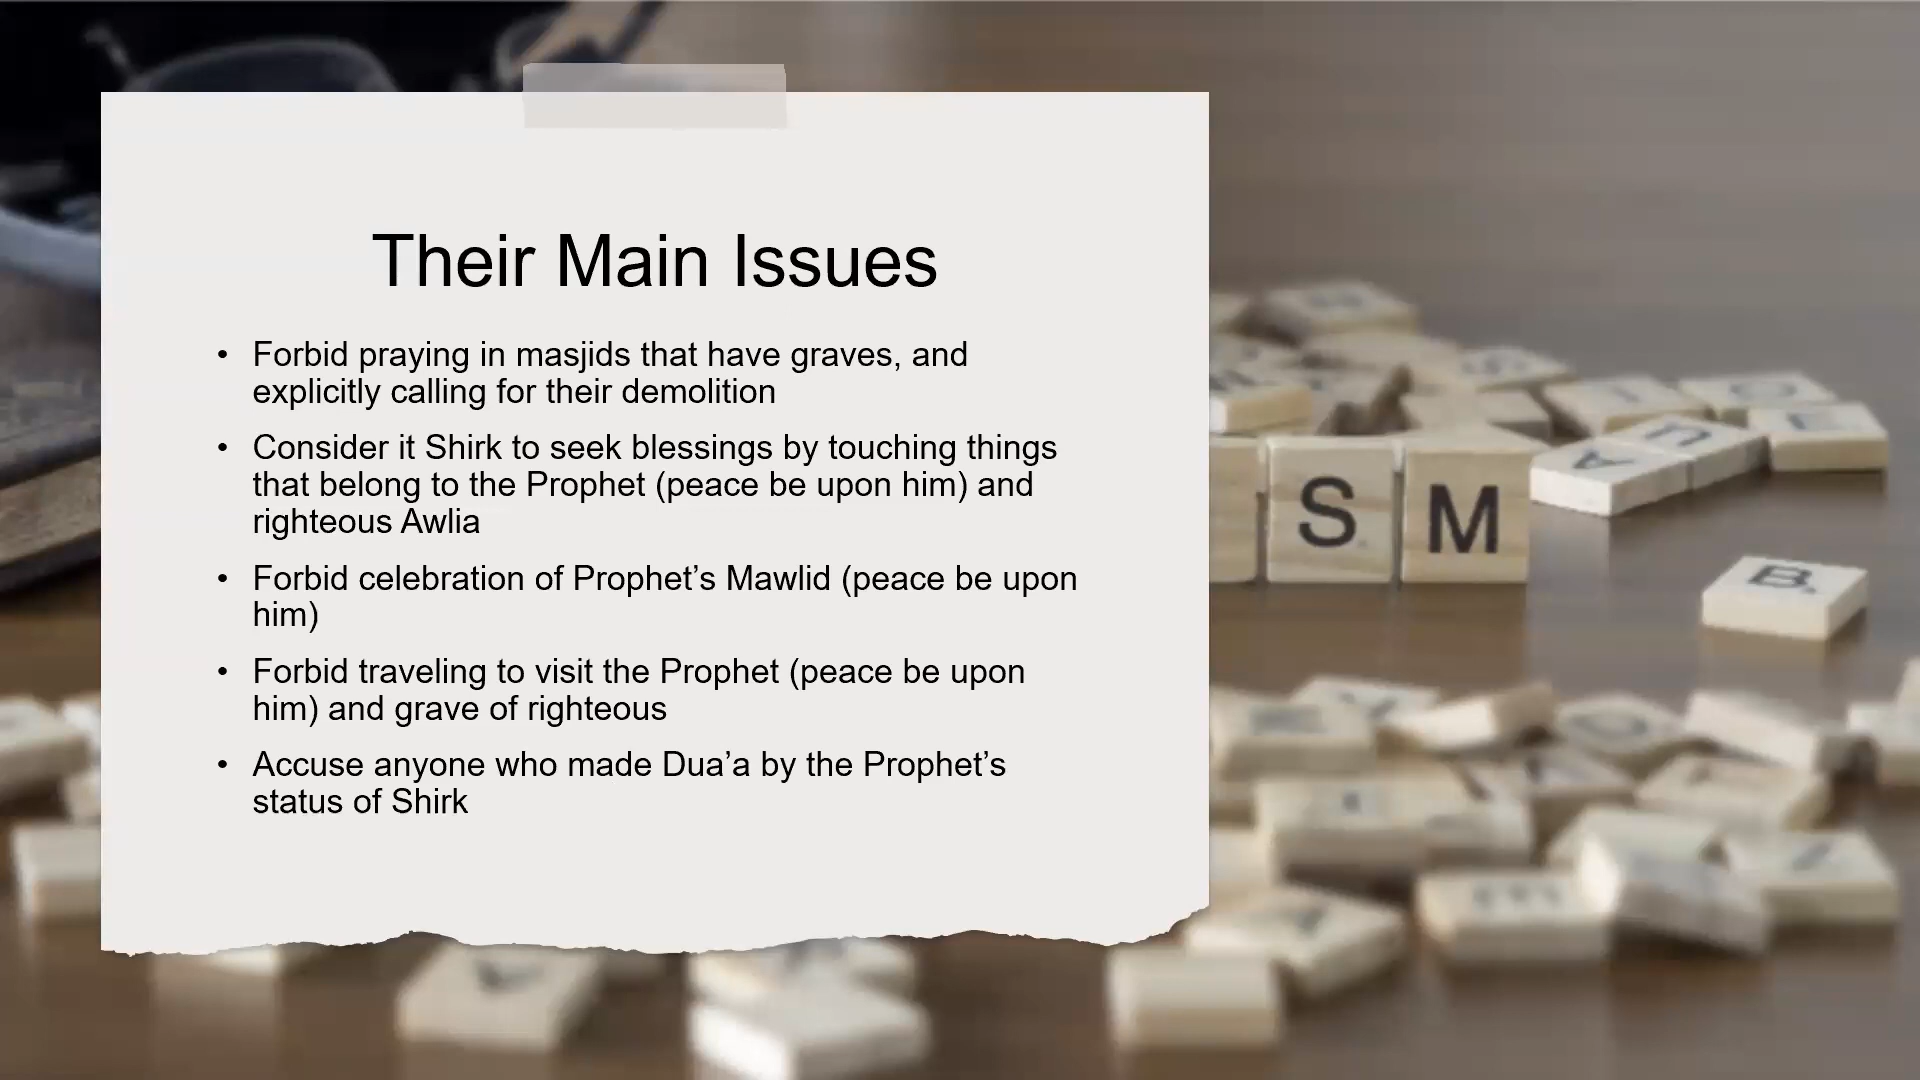 Their Main Issues
• Forbid praying in masjids that have graves, and
explicitly calling for their demolition
• Consider it Shirk to seek blessings by touching things
that belong to the Prophet (peace be upon him) and
righteous Awlia
• Forbid celebration of Prophet’s Mawlid (peace be upon
him)
• Forbid traveling to visit the Prophet (peace be upon
him) and grave of righteous
• Accuse anyone who made Dua’a by the Prophet’s
status of Shirk
S M
B